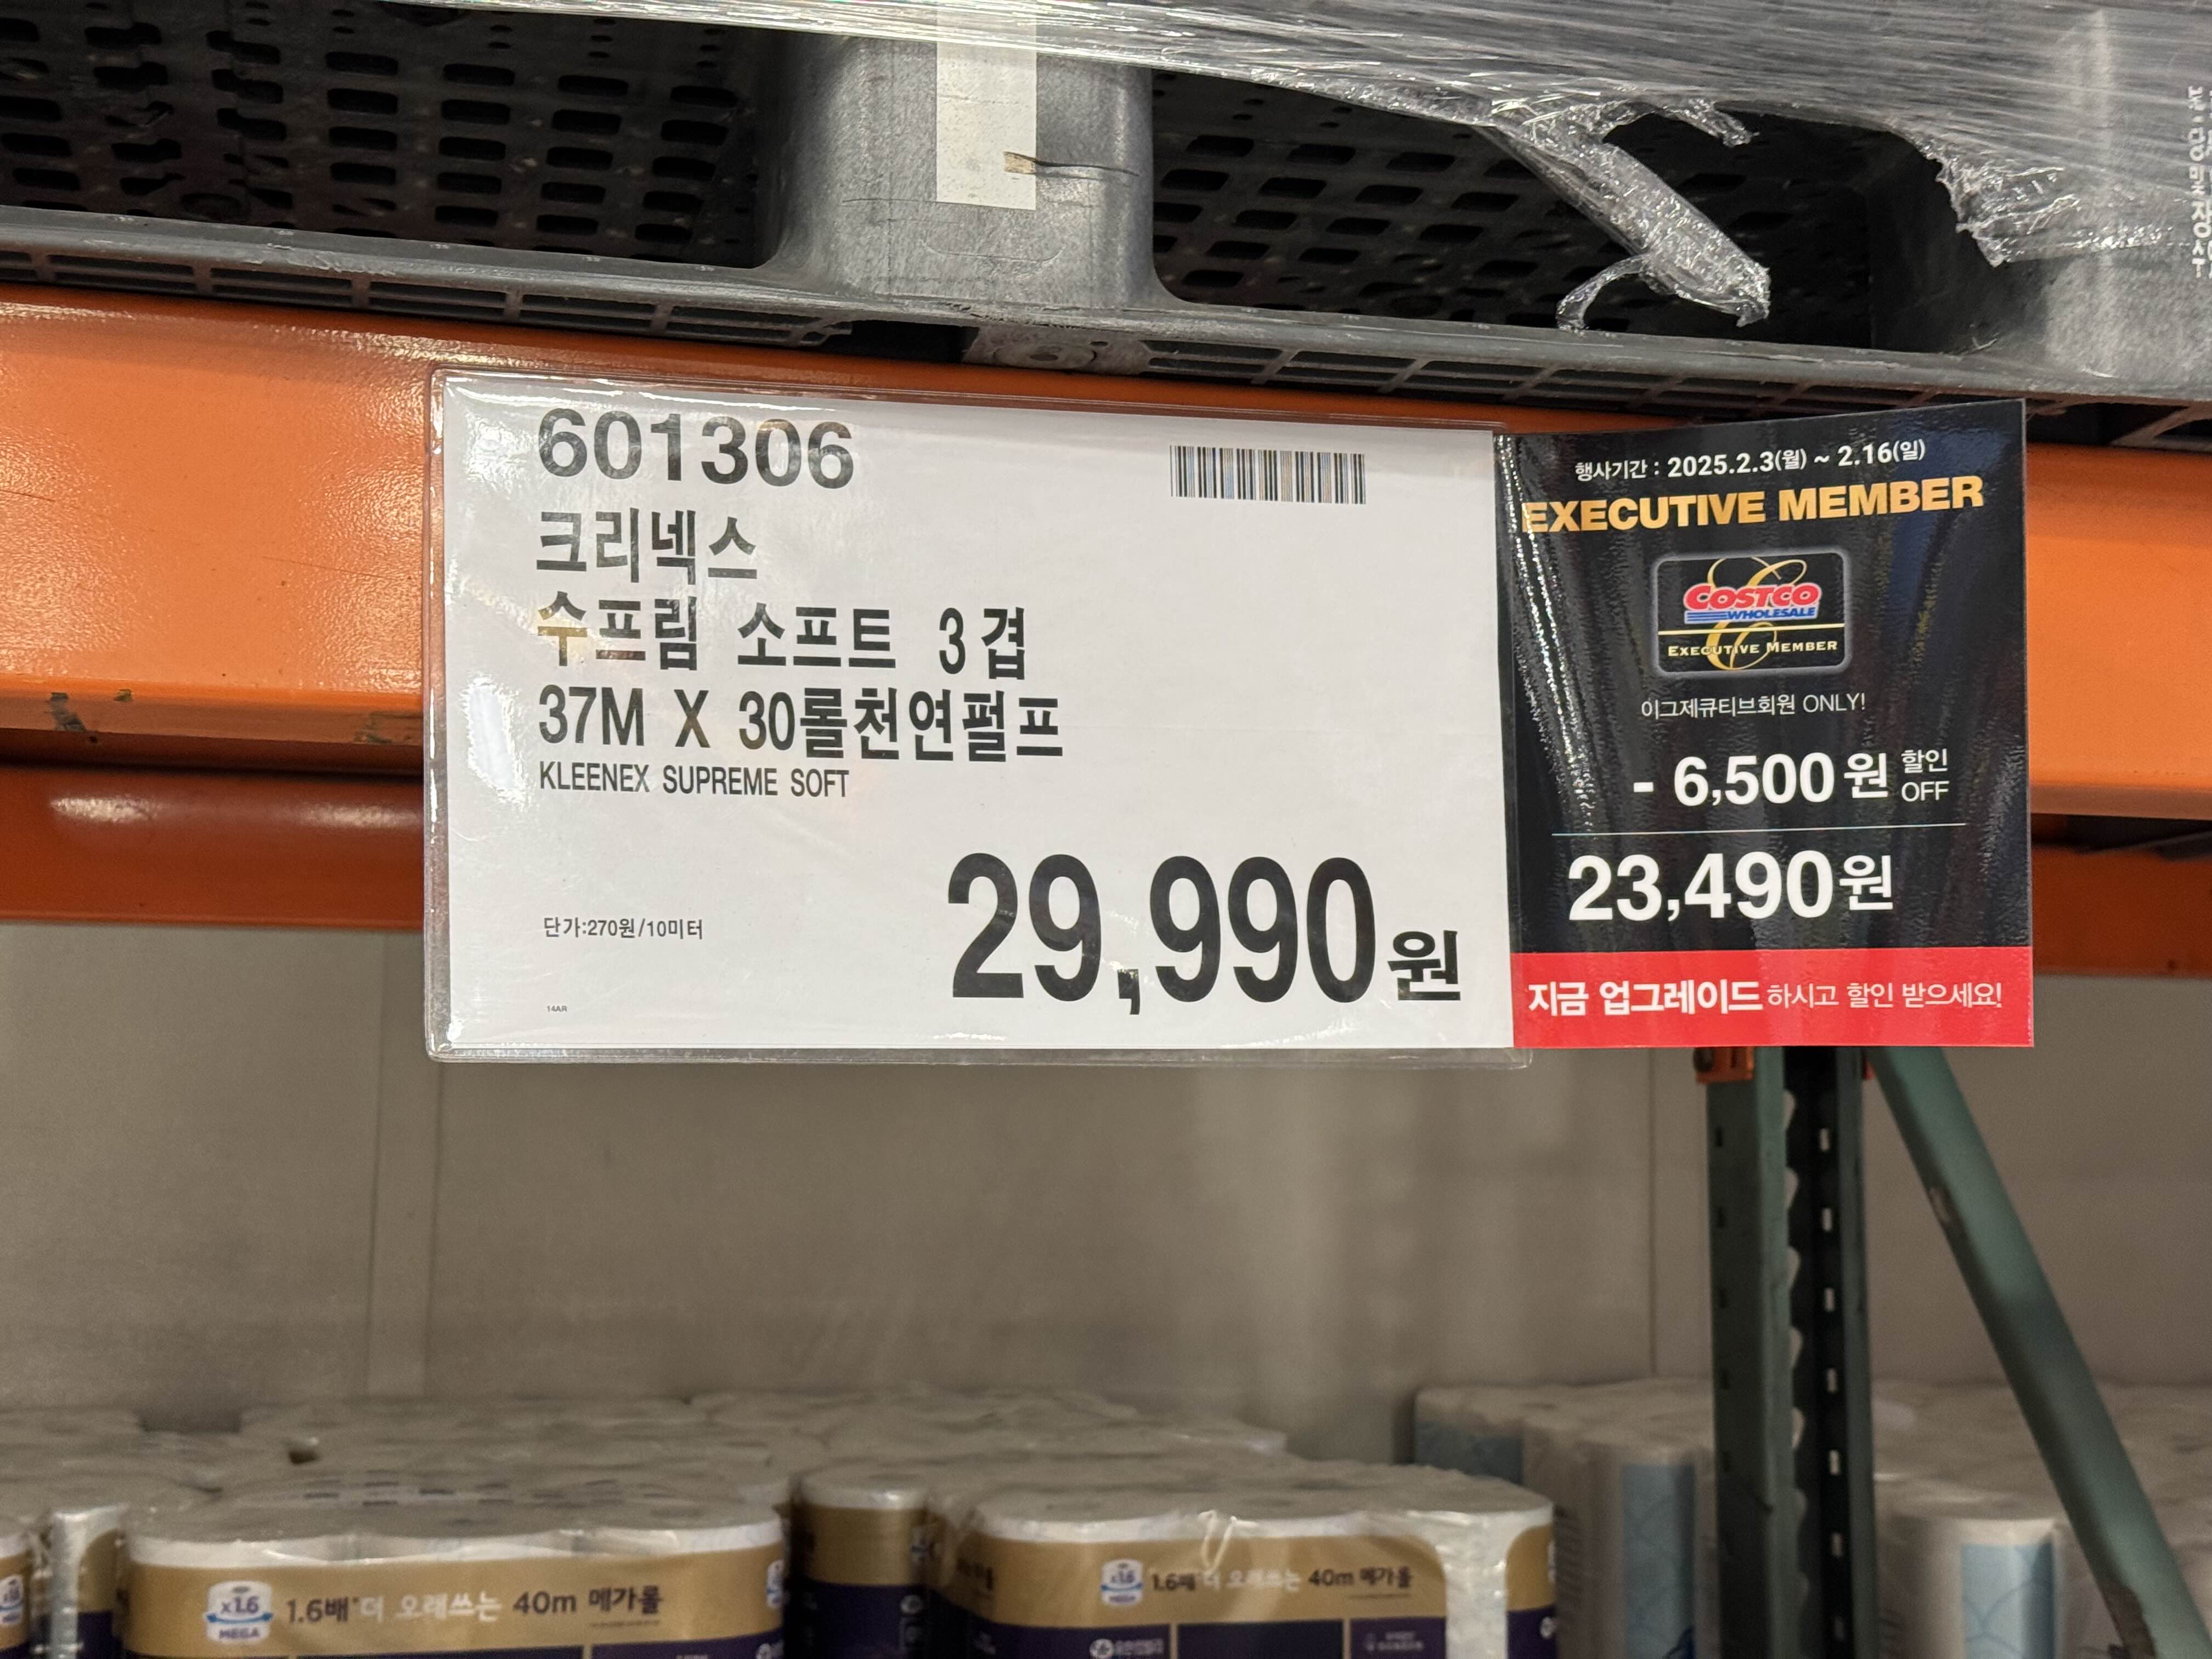 601306
크리넥스
수프림 소프트 3겹
37M X 30롤천연펄프
KLEENEX SUPREME SOFT
단가:270원/10미터
29,990원
14AR
행사기간 : 2025.2.3(월) ~ 2.16(일)
EXECUTIVE MEMBER
COSTCO
WHOLESALE
EXECUTIVE MEMBER
이그제큐티브회원 ONLY!
- 6,500원 할인
OFF
23,490원
지금 업그레이드 하시고 할인 받으세요!
x1.6
MEGA
1.6배* 더 오래쓰는 40m 메가롤
x1.6
1.6배* 더 오래쓰는 40m 메가롤